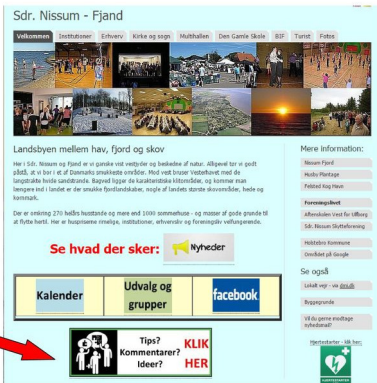 Sdr. Nissum - Fjand
Velkommen Institutioner Erhverv Kirke og sogn Multihallen Den Gamle Skole BIF Turist Fotos
Landsbyen mellem hav, fjord og skov
Her i Sdr. Nissum og Fjand er vi ganske vist vestjyder og beskedne af natur. Alligevel tør vi godt
påstå, at vi bor i et af Danmarks smukkeste områder. Mod vest bruser Vesterhavet med de
langstrakte hvide sandstrande. Bagved ligger de karakteristiske klitområder, og kommer man
længere ind i landet er der smukke fjordlandskaber, nogle af landets største skovområder, hede og
hornmark.
Der er omkring 270 helårs husstande og mere end 1000 sommerhuse - og masser af gode grunde til
at flytte hertil. Her er huspriserne rimelige, institutioner, erhvervsliv og foreningsliv velfungerende.
Se hvad der sker: Nyheder
Kalender
Udvalg og
grupper
facebook
Tips?
Kommentarer?
Ideer?
KLIK
HER
Mere Information:
Nissum Fjord
Husby Plantage
Felsted Kog Havn
Foreningslivet
Aftenskolen Vest for Ulfborg
Sdr. Nissum Skytteforening
Holstebro Kommune
Området på Google
Se også
Lokalt vejr - via dmi.dk
Byggegrunde
Vil du gerne modtage
nyhedsmail?
Hjertestarter - klik her:
HJERTESTARTER